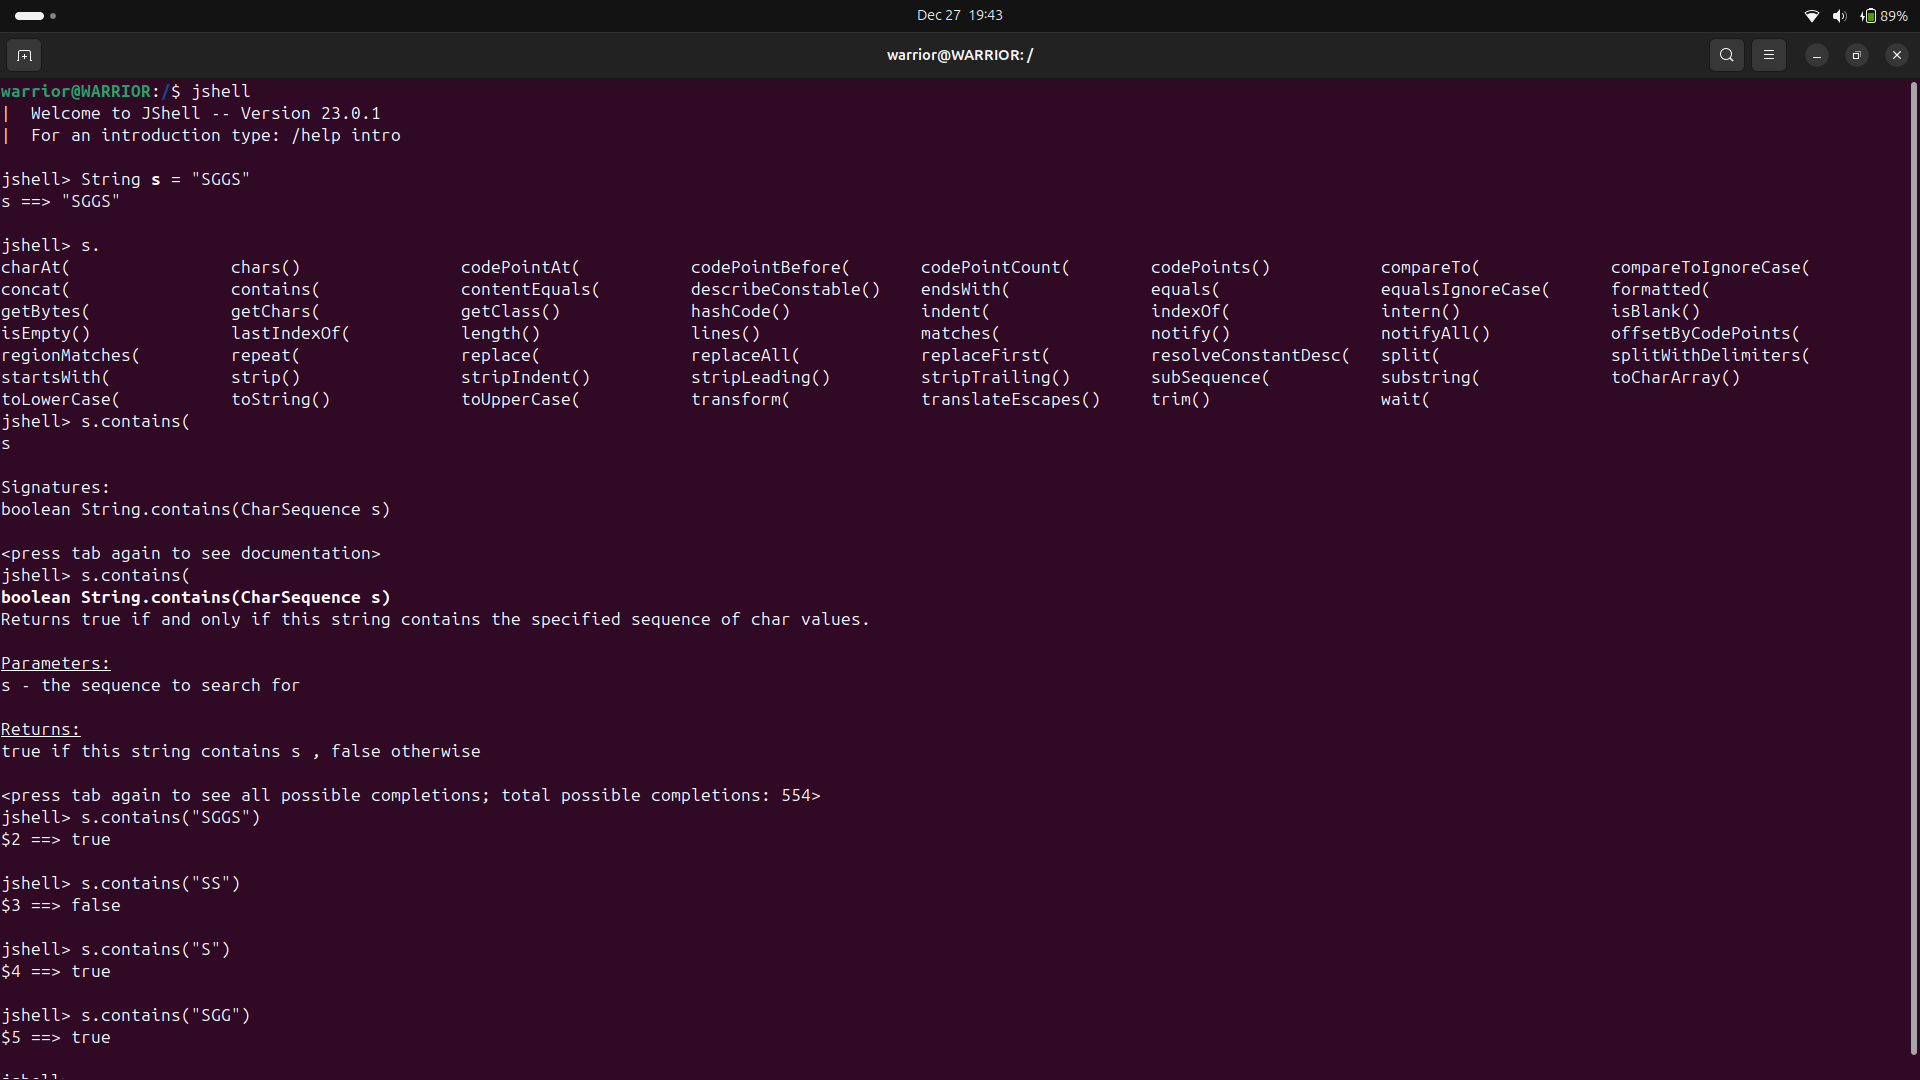 Dec 27 19:43
89%
warrior@WARRIOR: /
warrior@WARRIOR:/$ jshell
| Welcome to JShell -- Version 23.0.1
| For an introduction type: /help intro
jshell> String s = "SGGS"
s ==> "SGGS"
jshell> s.
charAt( chars() codePointAt( codePointBefore( codePointCount( codePoints() compareTo( compareToIgnoreCase(
concat( contains( contentEquals( describeConstable() endsWith( equals( equalsIgnoreCase( formatted(
getBytes( getChars( getClass() hashCode() indent( indexOf( intern() isBlank()
isEmpty() lastIndexOf( length() lines() matches( notify() notifyAll() offsetByCodePoints(
regionMatches( repeat( replace( replaceAll( replaceFirst( resolveConstantDesc( split( splitWithDelimiters(
startsWith( strip() stripIndent() stripLeading() stripTrailing() subSequence( substring( toCharArray()
toLowerCase( toString() toUpperCase( transform( translateEscapes() trim() wait(
jshell> s.contains(
s
Signatures:
boolean String.contains(CharSequence s)
<press tab again to see documentation>
jshell> s.contains(
boolean String.contains(CharSequence s)
Returns true if and only if this string contains the specified sequence of char values.
Parameters:
s - the sequence to search for
Returns:
true if this string contains s , false otherwise
<press tab again to see all possible completions; total possible completions: 554>
jshell> s.contains("SGGS")
$2 ==> true
jshell> s.contains("SS")
$3 ==> false
jshell> s.contains("S")
$4 ==> true
jshell> s.contains("SGG")
$5 ==> true
jshell>